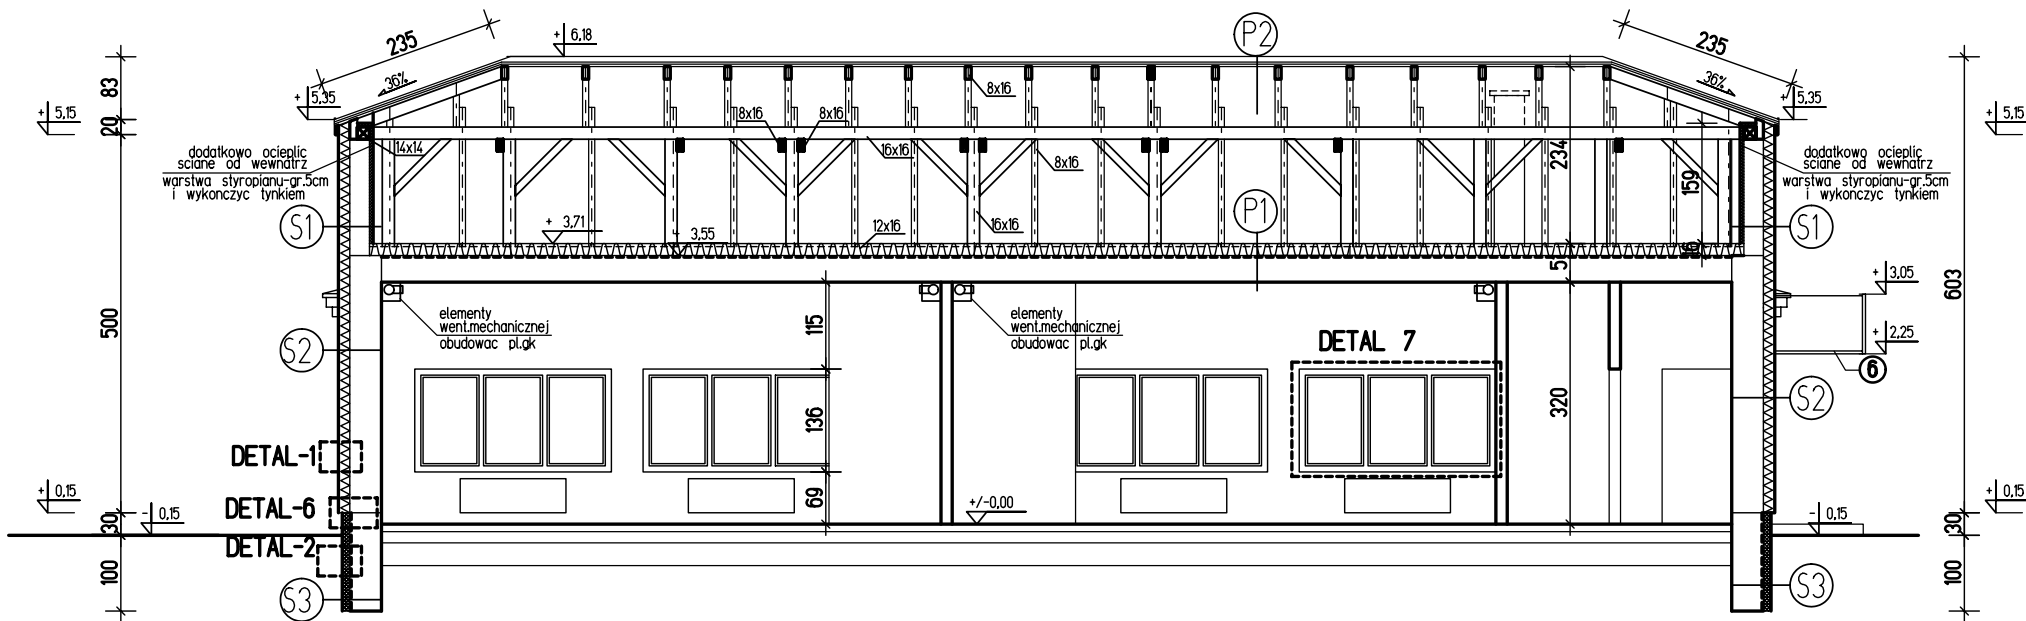 235
+ 6,18
P2
235
36%
36%
83
+ 5,35
+ 5,35
+ 5,15
+ 5,15
20
8x16
8x16
8x16
14x14
16x16
8x16
234
159
dodatkowo ocieplic
sciane od wewnatrz
warstwa styropianu-gr.5cm
i wykonczyc tynkiem
dodatkowo ocieplic
sciane od wewnatrz
warstwa styropianu-gr.5cm
i wykonczyc tynkiem
S1
+ 3,71
3,55
12x16
16x16
P1
S1
16
51
+ 3,05
603
500
elementy
went.mechanicznej
obudowac pl.gk
115
elementy
went.mechanicznej
obudowac pl.gk
DETAL 7
S2
+ 2,25
6
136
320
S2
DETAL-1
69
+ 0,15
- 0,15
DETAL-6
+/-0,00
- 0,15
+ 0,15
30
30
DETAL-2
100
100
S3
S3